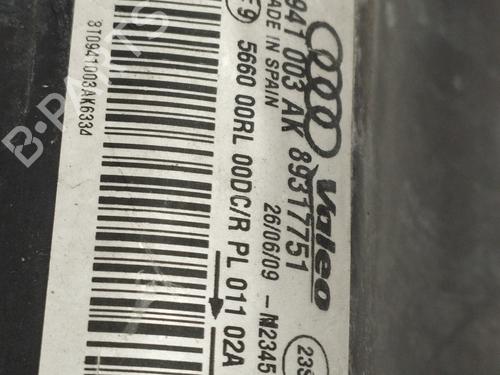 941 003 AK 89317751
Valeo
ADE IN SPAIN
26/06/09 -M2345
E9 5660 00RL 00DC/R PL 011 02A
8T0941003AK6334
B-PARTS